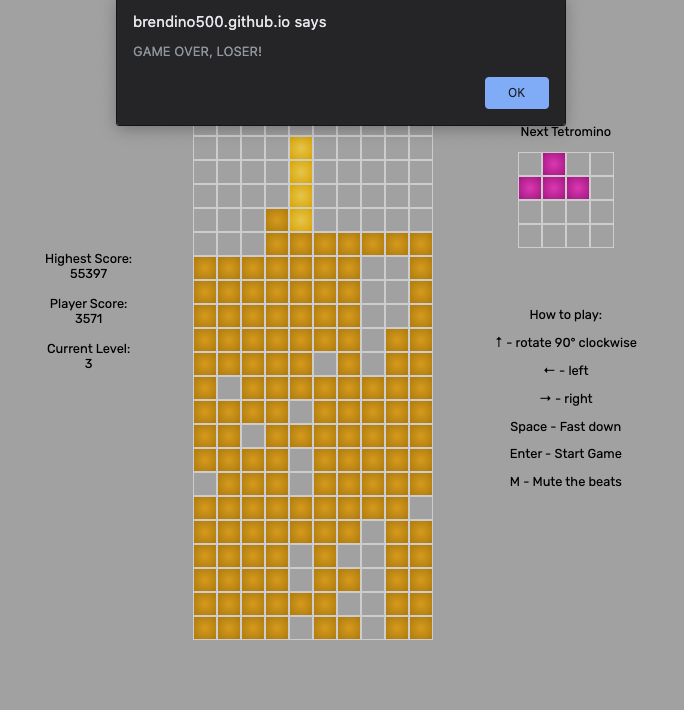 brendino500.github.io says
GAME OVER, LOSER!
OK
Next Tetromino
Highest Score:
55397
Player Score:
3571
Current Level:
3
How to play:
↑ - rotate 90° clockwise
← - left
→ - right
Space - Fast down
Enter - Start Game
M - Mute the beats